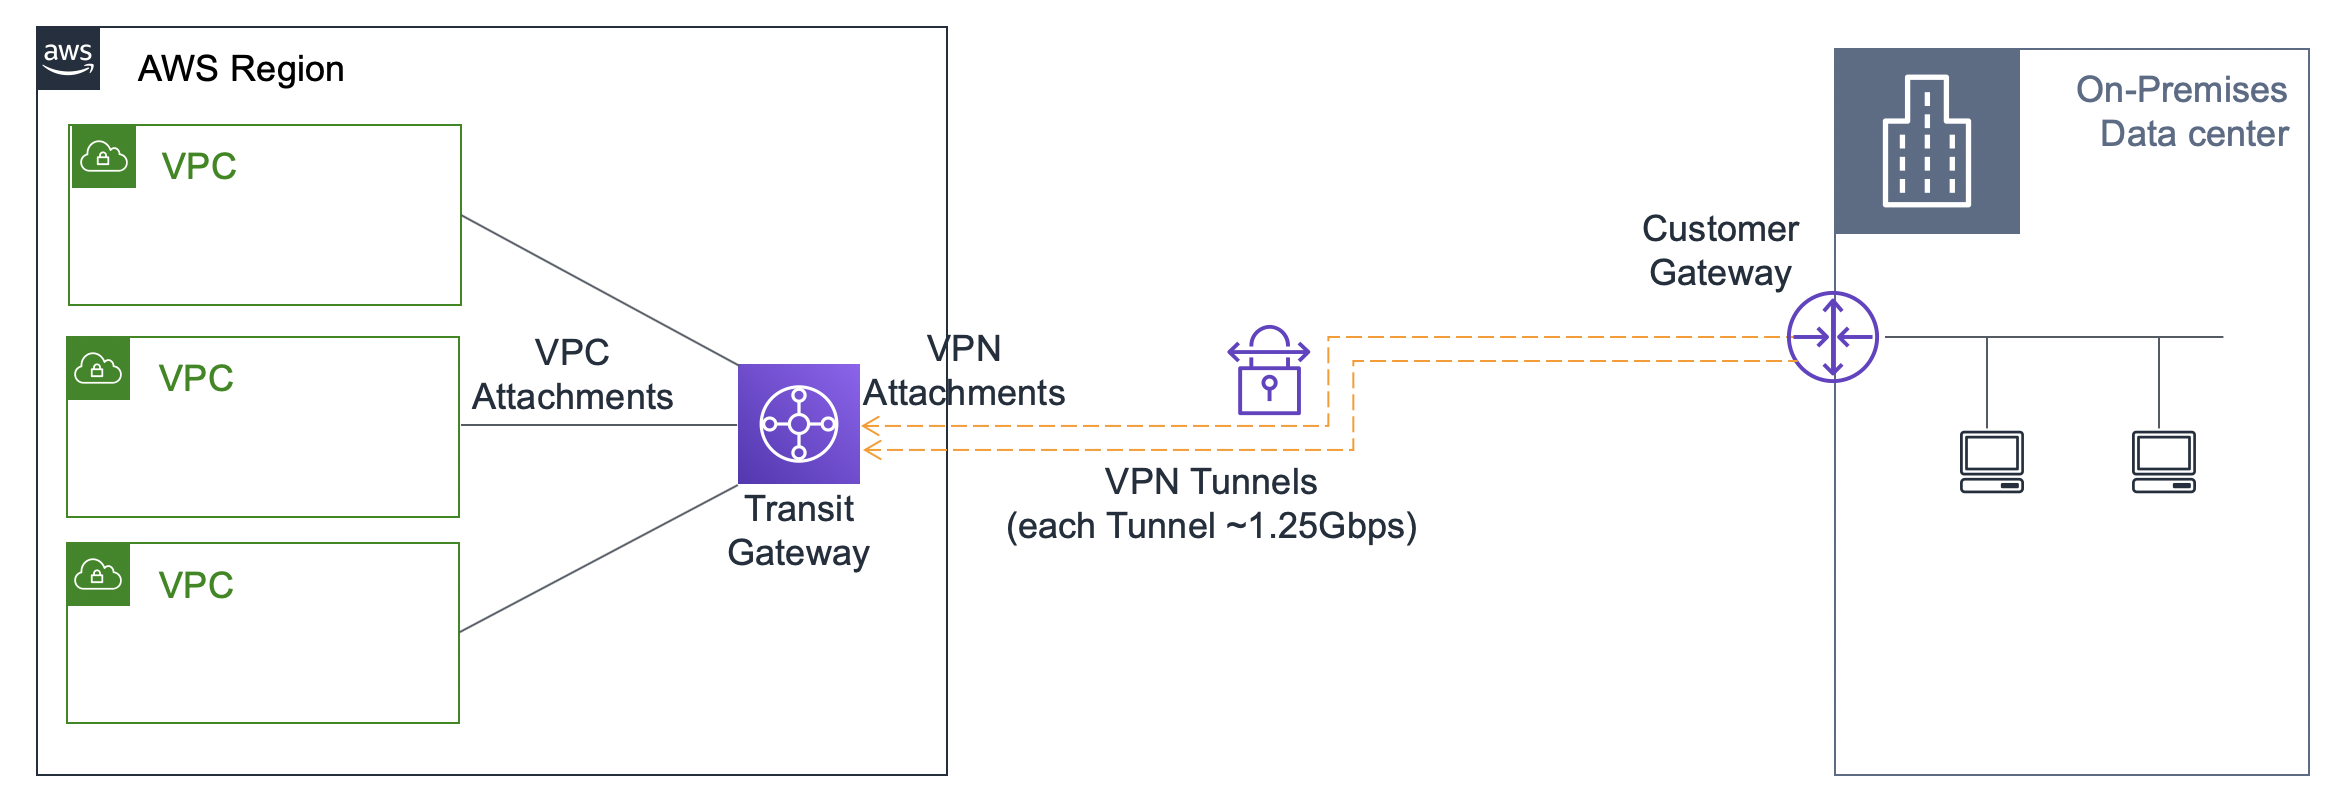 aws
AWS Region
VPC
VPC
VPC
VPC
Attachments
Transit
Gateway
VPN
Attachments
VPN Tunnels
(each Tunnel ~1.25Gbps)
Customer
Gateway
On-Premises
Data center